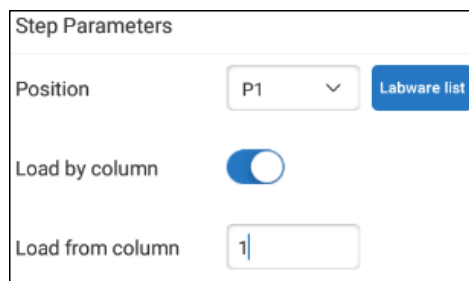 Step Parameters
Position P1 Labware list
Load by column
Load from column 1